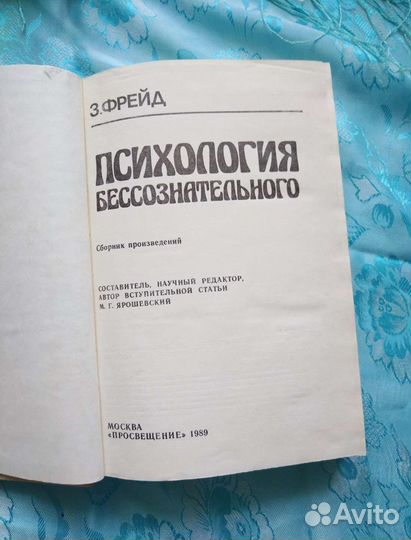 З. ФРЕЙД
ПСИХОЛОГИЯ
БЕССОЗНАТЕЛЬНОГО
Сборник произведений
СОСТАВИТЕЛЬ, НАУЧНЫЙ РЕДАКТОР,
АВТОР ВСТУПИТЕЛЬНОЙ СТАТЬИ
М. Г. ЯРОШЕВСКИЙ
МОСКВА
«ПРОСВЕЩЕНИЕ» 1989
Avito